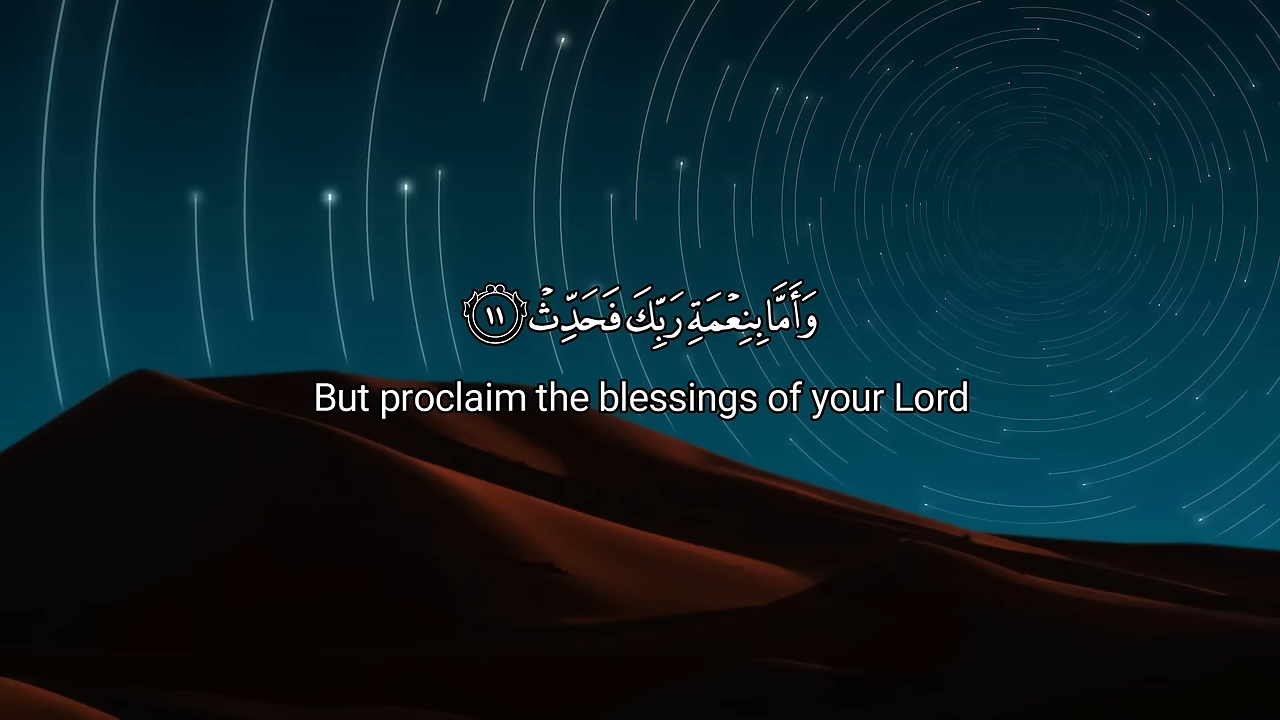 وَأَمَّا بِنِعْمَةِ رَبِّكَ فَحَدِّثْ ١١
But proclaim the blessings of your Lord